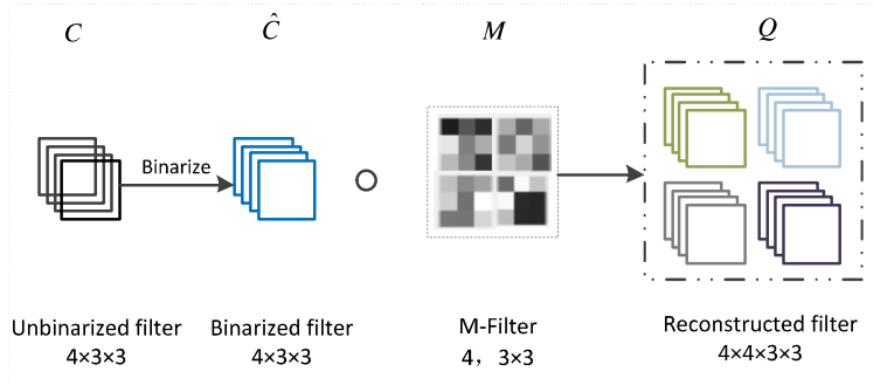 C Ĉ M Q
Binarize
Unbinarized filter Binarized filter M-Filter Reconstructed filter
4×3×3 4×3×3 4, 3×3 4×4×3×3